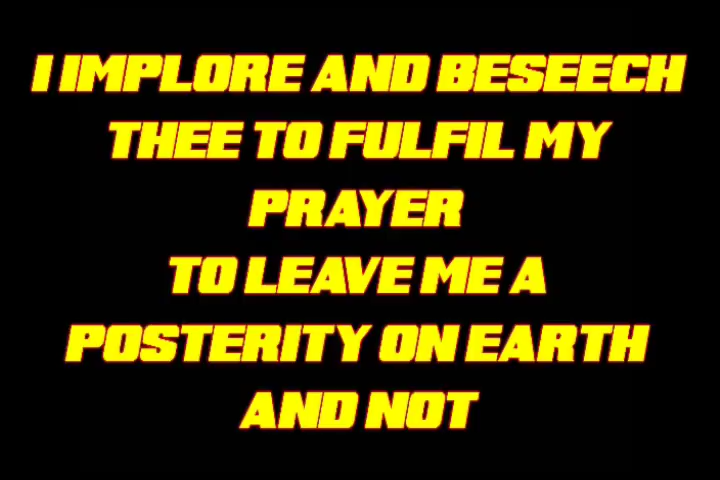 I IMPLORE AND BESEECH
THEE TO FULFIL MY
PRAYER
TO LEAVE ME A
POSTERITY ON EARTH
AND NOT